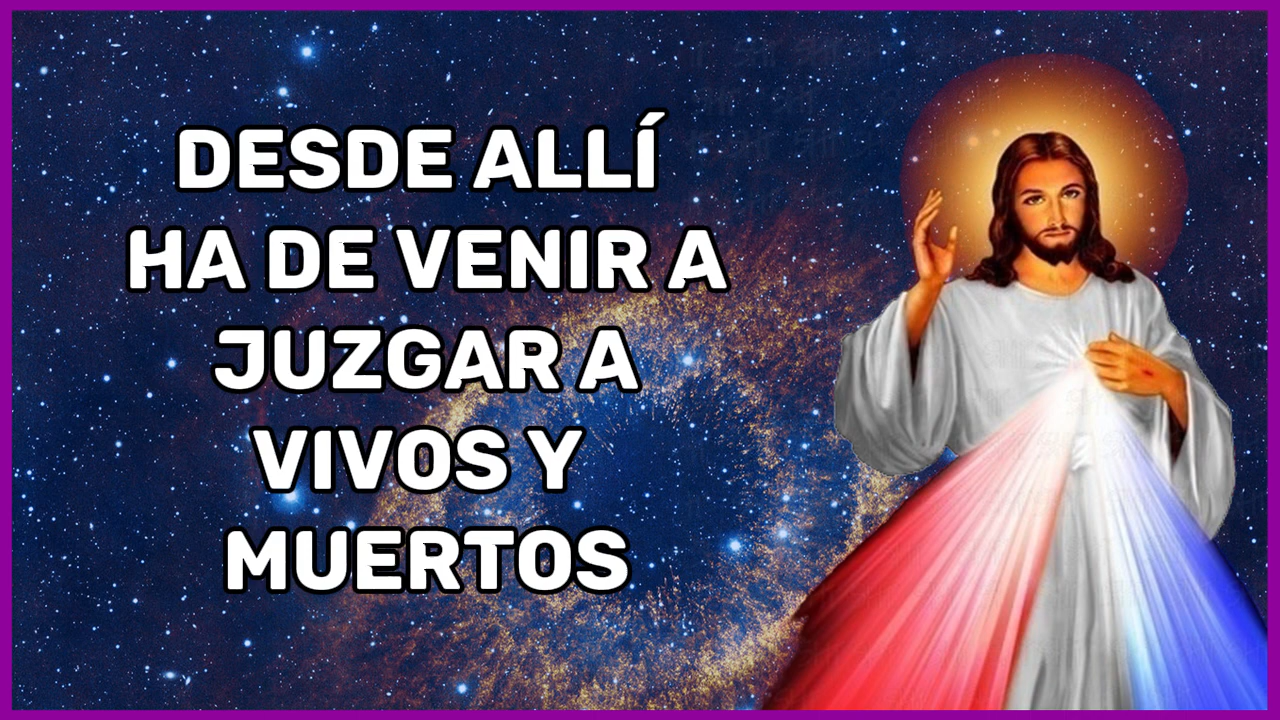 DESDE ALLÍ
HA DE VENIR A
JUZGAR A
VIVOS Y
MUERTOS